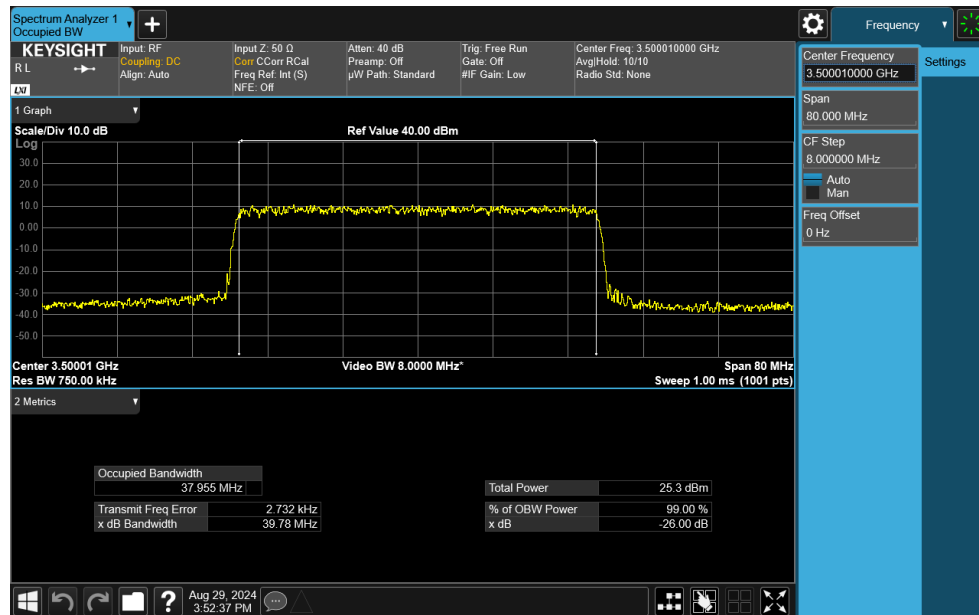 Spectrum Analyzer 1
Occupied BW
Frequency
KEYSIGHT
R L
LXI
Input: RF
Coupling: DC
Align: Auto
Input Z: 50 Ω
Corr CCorr RCal
Freq Ref: Int (S)
NFE: Off
Atten: 40 dB
Preamp: Off
µW Path: Standard
Trig: Free Run
Gate: Off
#IF Gain: Low
Center Freq: 3.500010000 GHz
Avg|Hold: 10/10
Radio Std: None
Center Frequency
3.500010000 GHz
Settings
Span
80.000 MHz
CF Step
8.000000 MHz
Auto
Man
Freq Offset
0 Hz
1 Graph
Scale/Div 10.0 dB
Ref Value 40.00 dBm
Log
30.0
20.0
10.0
0.00
-10.0
-20.0
-30.0
-40.0
-50.0
Center 3.50001 GHz
Video BW 8.0000 MHz*
Span 80 MHz
Res BW 750.00 kHz
Sweep 1.00 ms (1001 pts)
2 Metrics
Occupied Bandwidth
37.955 MHz
Total Power 25.3 dBm
Transmit Freq Error 2.732 kHz
% of OBW Power 99.00 %
x dB Bandwidth 39.78 MHz
x dB -26.00 dB
?
Aug 29, 2024
3:52:37 PM